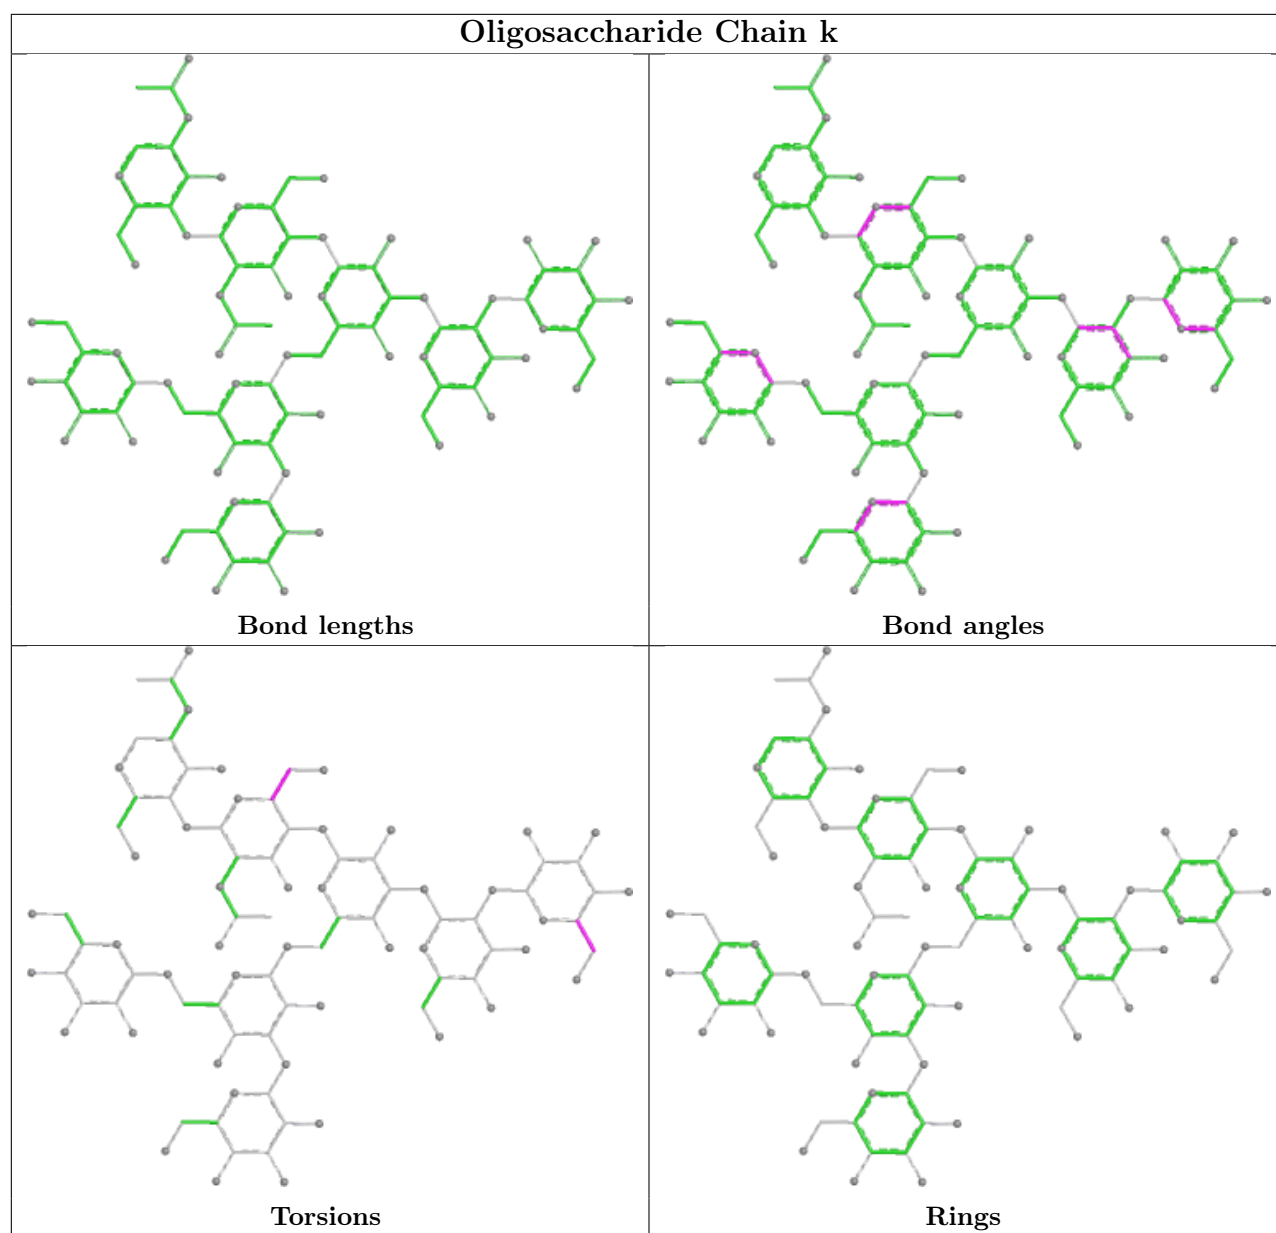 Oligosaccharide Chain k
Bond lengths
Bond angles
Torsions
Rings